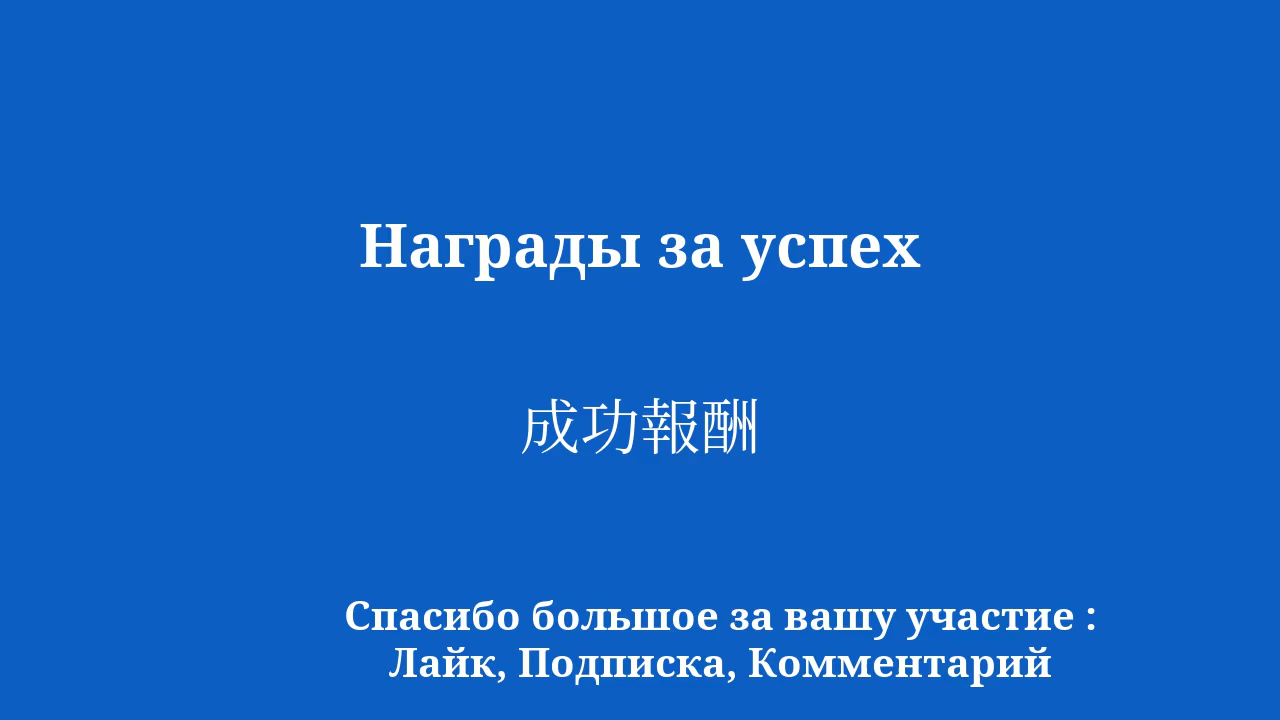 Награды за успех
成功報酬
Спасибо большое за вашу участие :
Лайк, Подписка, Комментарий